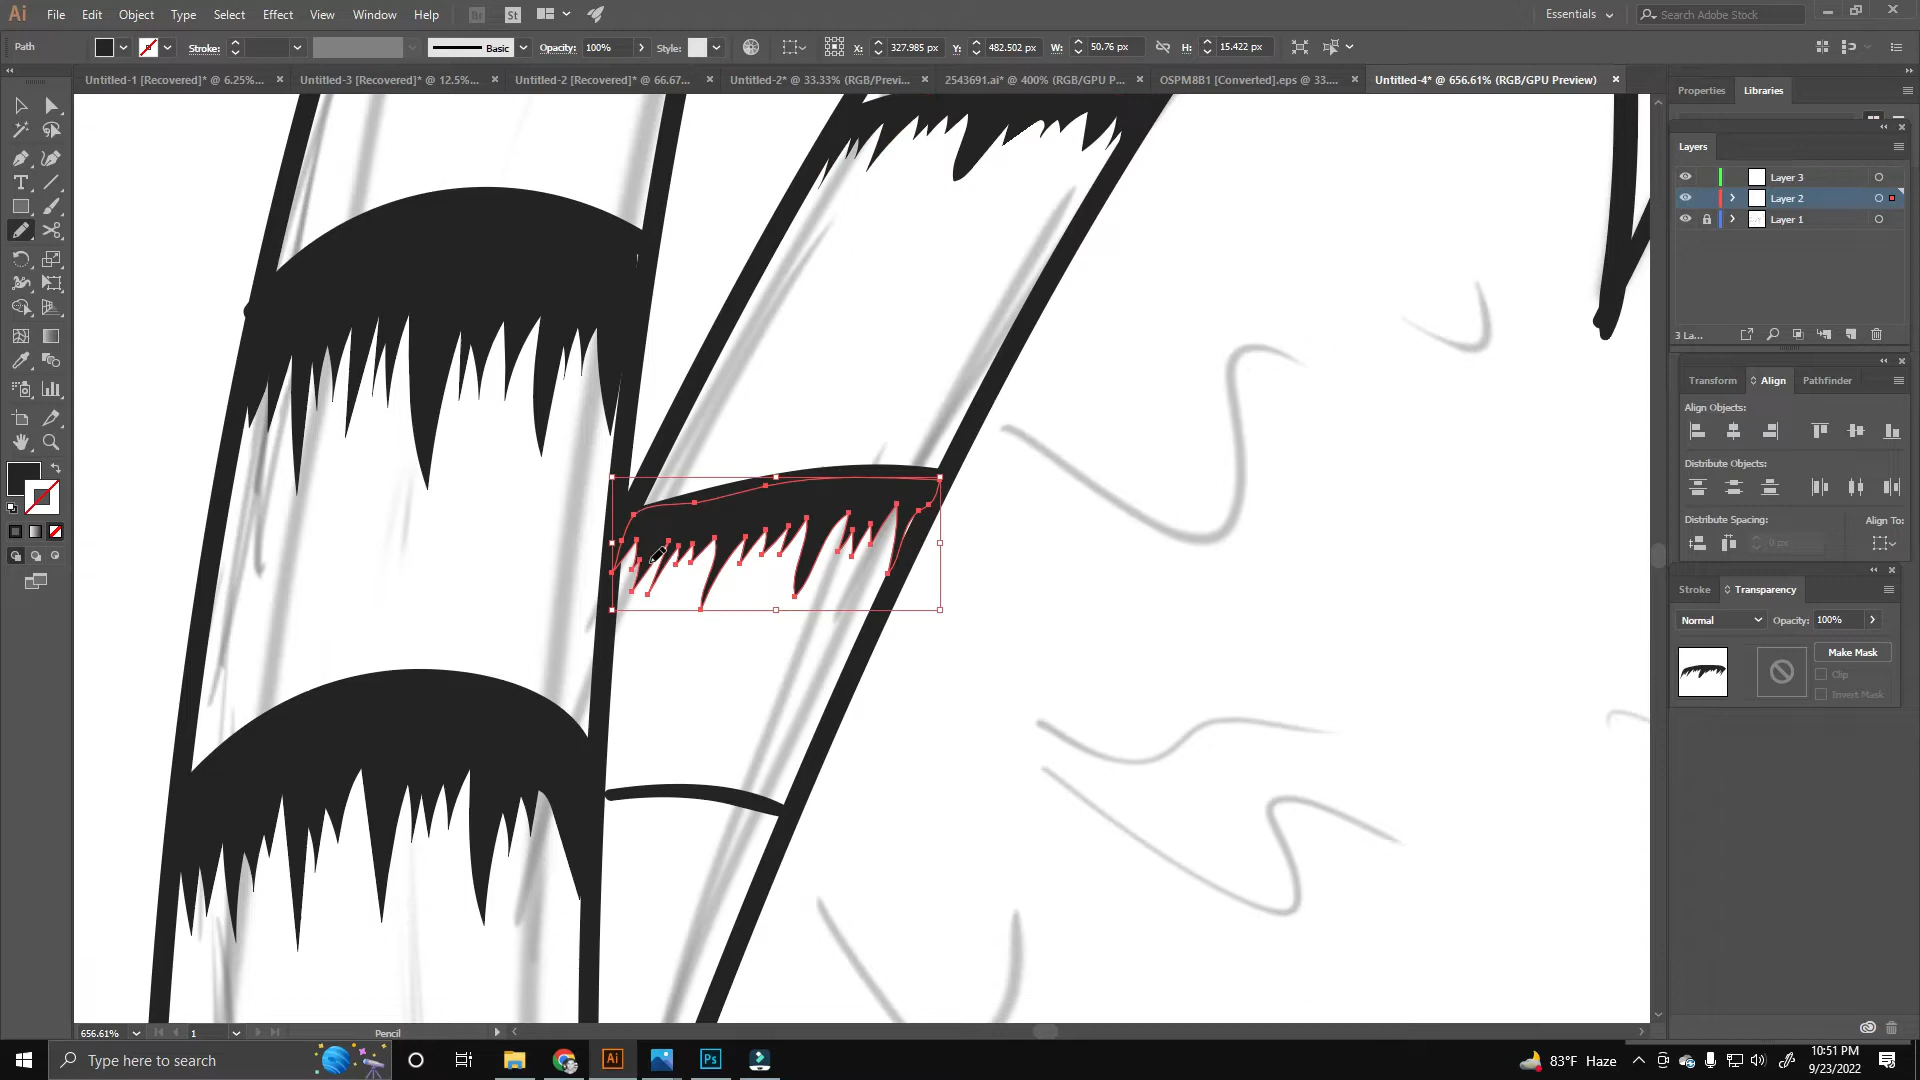 Ai File Edit Object Type Select Effect View Window Help Br St Essentials Search Adobe Stock
Path Stroke: Basic Opacity: 100% Style: X: 327.985 px Y: 482.502 px W: 50.76 px H: 15.422 px
Untitled-1 [Recovered]* @ 6.25%... Untitled-3 [Recovered]* @ 12.5%... Untitled-2 [Recovered]* @ 66.67... Untitled-2* @ 33.33% (RGB/Previ... 2543691.ai* @ 400% (RGB/GPU P... OSPM8B1 [Converted].eps @ 33.... Untitled-4* @ 656.61% (RGB/GPU Preview)
Properties Libraries
Layers
Layer 3
Layer 2
Layer 1
3 La...
Transform Align Pathfinder
Align Objects:
Distribute Objects:
Distribute Spacing: Align To:
0 px
Stroke Transparency
Normal Opacity: 100%
Make Mask
Clip
Invert Mask
656.61% 1 Pencil
Type here to search Ai Ps 83°F Haze 10:51 PM
9/23/2022